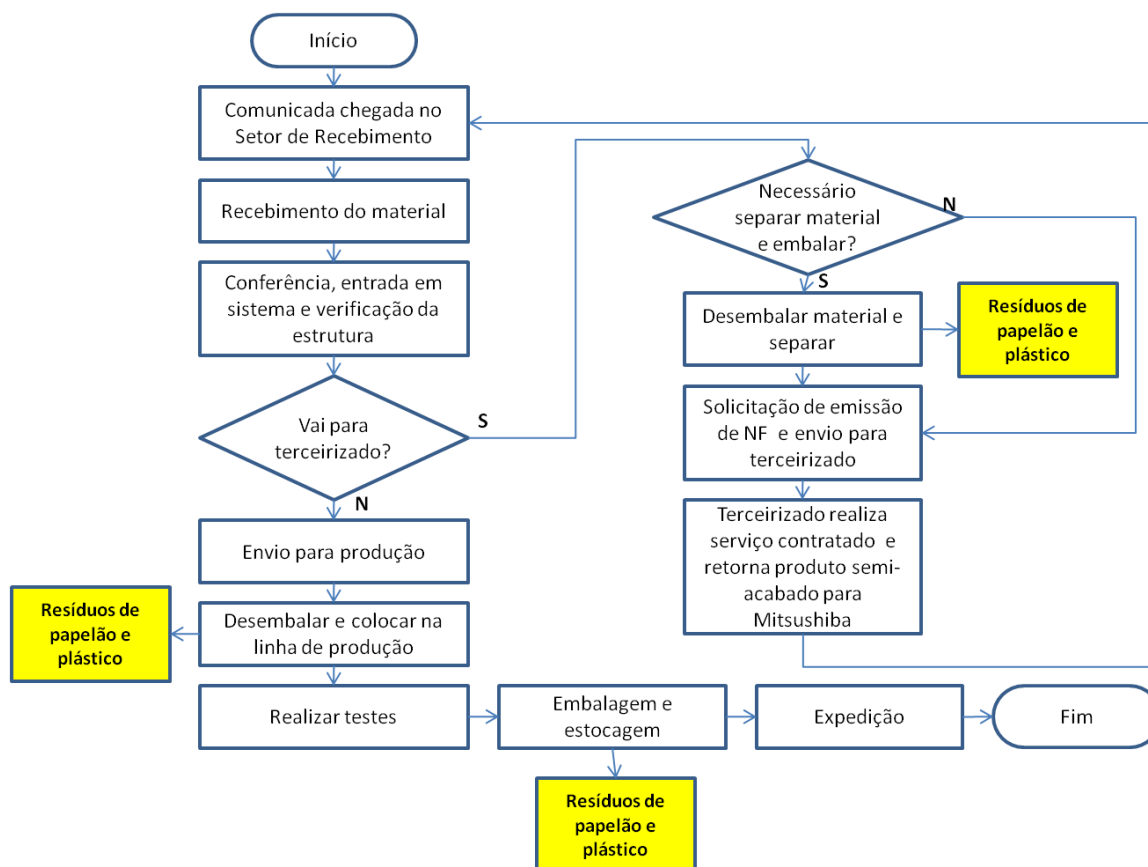 Início
Comunicada chegada no
Setor de Recebimento
Recebimento do material
Conferência, entrada em
sistema e verificação da
estrutura
Vai para
terceirizado?
S
N
Envio para produção
Desembalar e colocar na
linha de produção
Resíduos de
papelão e
plástico
Realizar testes
Embalagem e
estocagem
Resíduos de
papelão e
plástico
Expedição
Fim
Necessário
separar material
e embalar?
N
S
Desembalar material e
separar
Resíduos de
papelão e
plástico
Solicitação de emissão
de NF e envio para
terceirizado
Terceirizado realiza
serviço contratado e
retorna produto semi-
acabado para
Mitsushiba